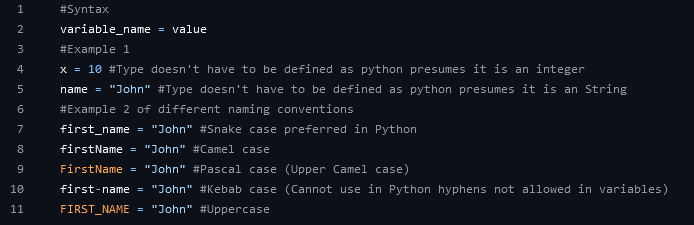 1 #Syntax
2 variable_name = value
3 #Example 1
4 x = 10 #Type doesn't have to be defined as python presumes it is an integer
5 name = "John" #Type doesn't have to be defined as python presumes it is an String
6 #Example 2 of different naming conventions
7 first_name = "John" #Snake case preferred in Python
8 firstName = "John" #Camel case
9 FirstName = "John" #Pascal case (Upper Camel case)
10 first-name = "John" #Kebab case (Cannot use in Python hyphens not allowed in variables)
11 FIRST_NAME = "John" #Uppercase